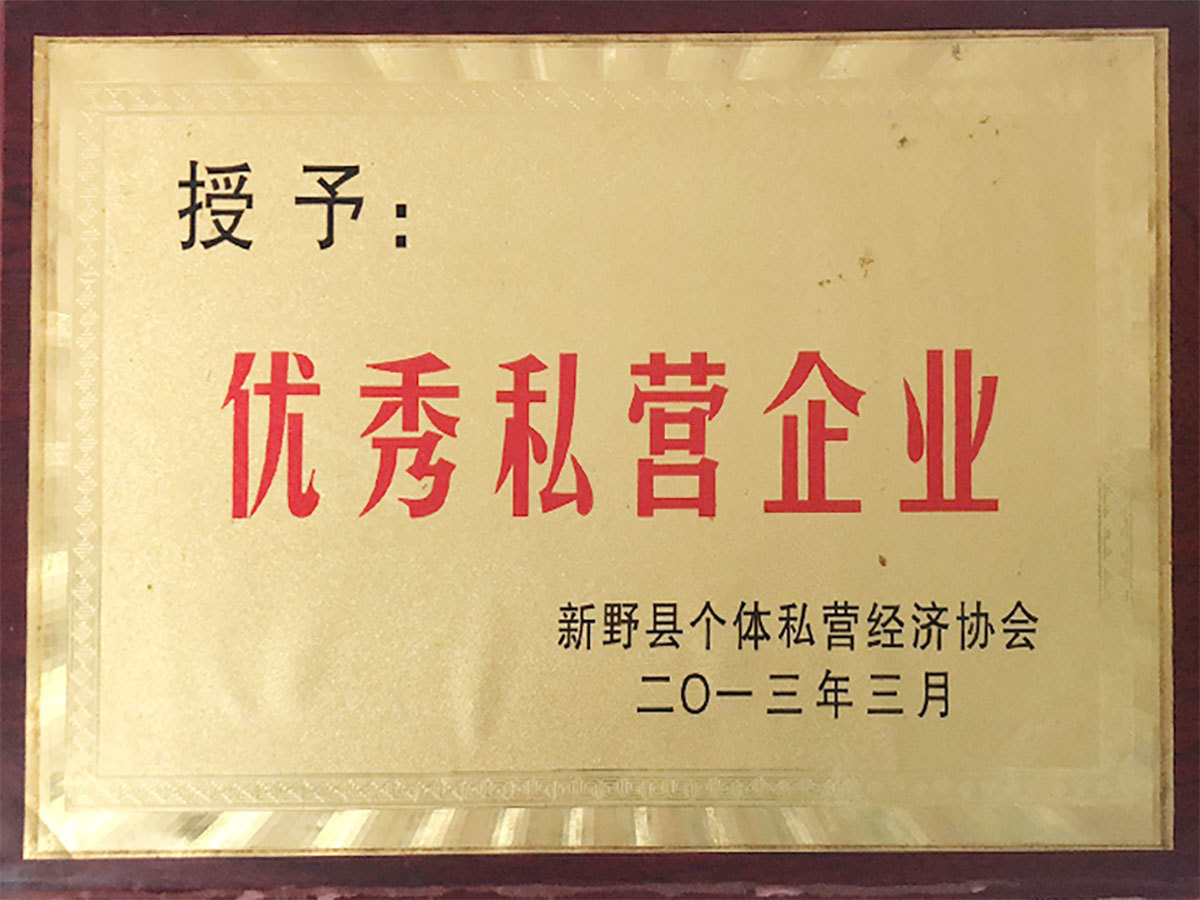 授予：
优秀私营企业
新野县个体私营经济协会
二〇一三年三月